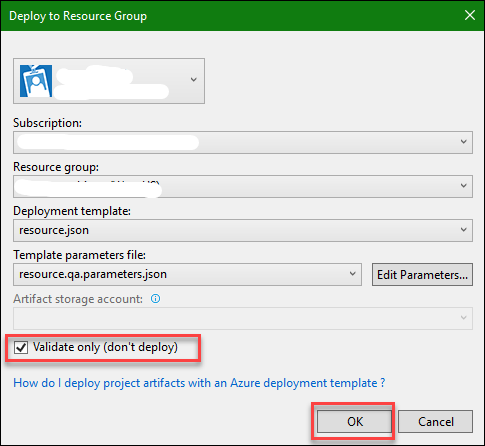 Deploy to Resource Group
Subscription:
Resource group:
Deployment template:
resource.json
Template parameters file:
resource.qa.parameters.json
Edit Parameters...
Artifact storage account:
Validate only (don't deploy)
How do I deploy project artifacts with an Azure deployment template ?
OK
Cancel